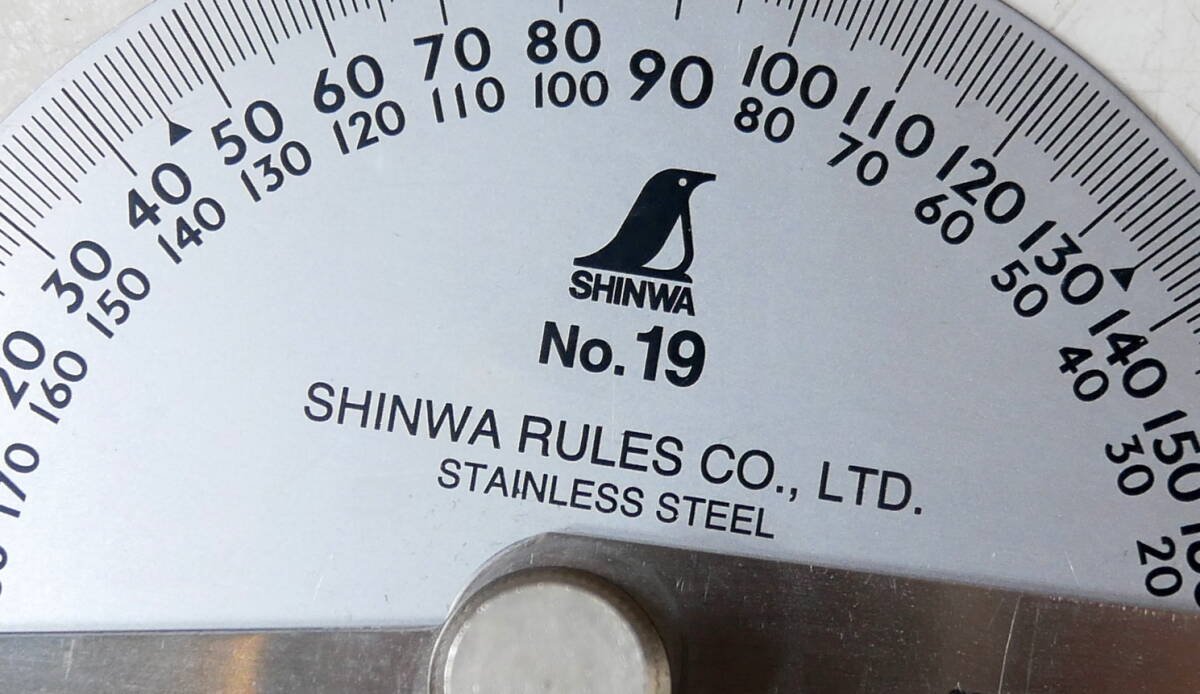 20 30 40 50 60 70 80 90 100 110 120 130 140 150
170 160 150 140 130 120 110 100 80 70 60 50 40 30 20
SHINWA
No.19
SHINWA RULES CO., LTD.
STAINLESS STEEL